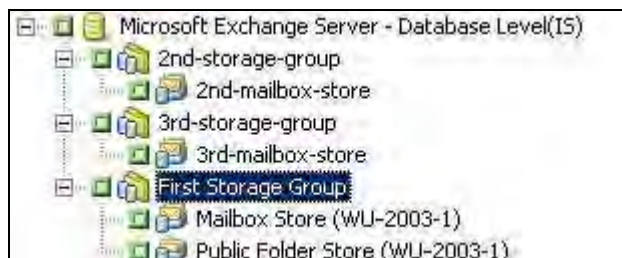 Microsoft Exchange Server - Database Level(IS)
2nd-storage-group
2nd-mailbox-store
3rd-storage-group
3rd-mailbox-store
First Storage Group
Mailbox Store (WU-2003-1)
Public Folder Store (WU-2003-1)